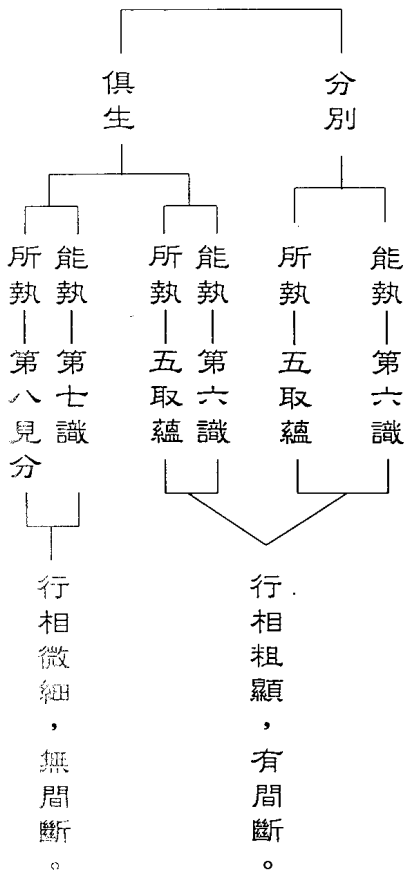 分別
俱生
能執
第六識
所執
五取蘊
能執
第六識
所執
五取蘊
能執
第七識
所執
第八見分
行相粗顯，有間斷。
行相微細，無間斷。